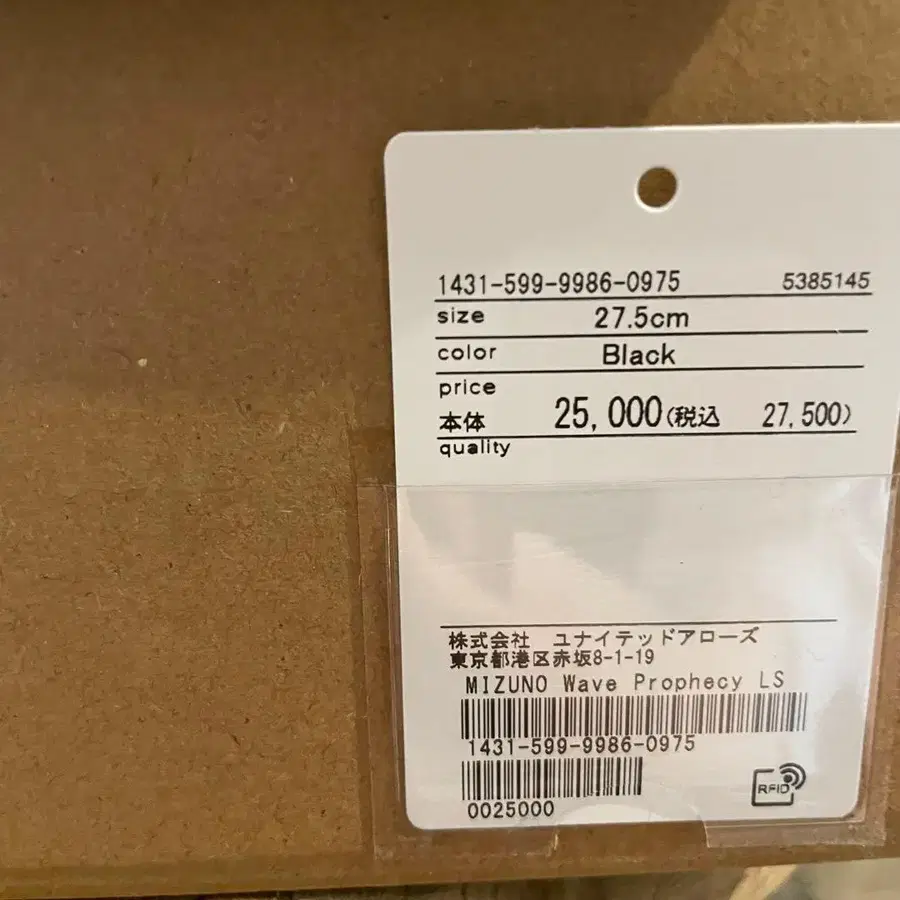 1431-599-9986-0975 5385145
size 27.5cm
color Black
price
本体 25,000(税込 27,500)
quality
株式会社 ユナイテッドアローズ
東京都港区赤坂8-1-19
MIZUNO Wave Prophecy LS
1431-599-9986-0975
0025000
RFID